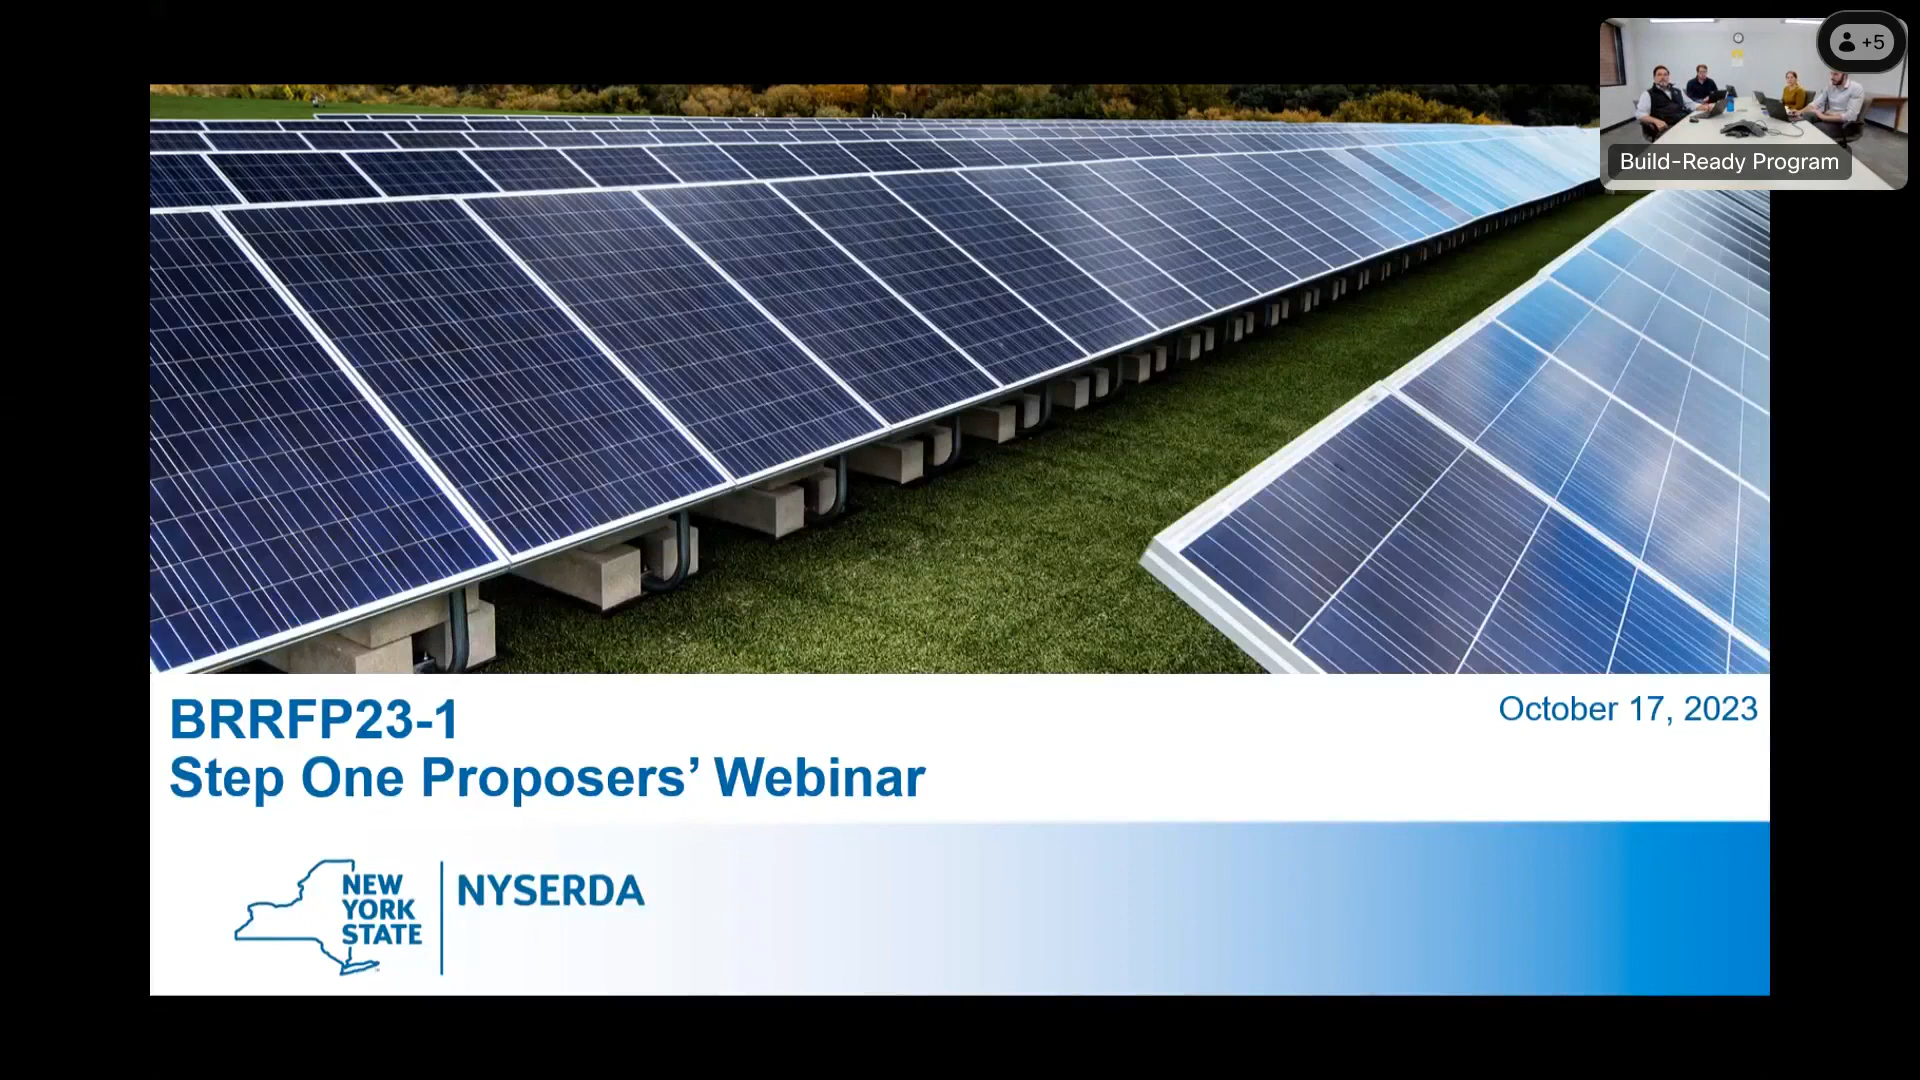 +5
Build-Ready Program
BRRFP23-1
October 17, 2023
Step One Proposers’ Webinar
NEW
YORK
STATE
NYSERDA